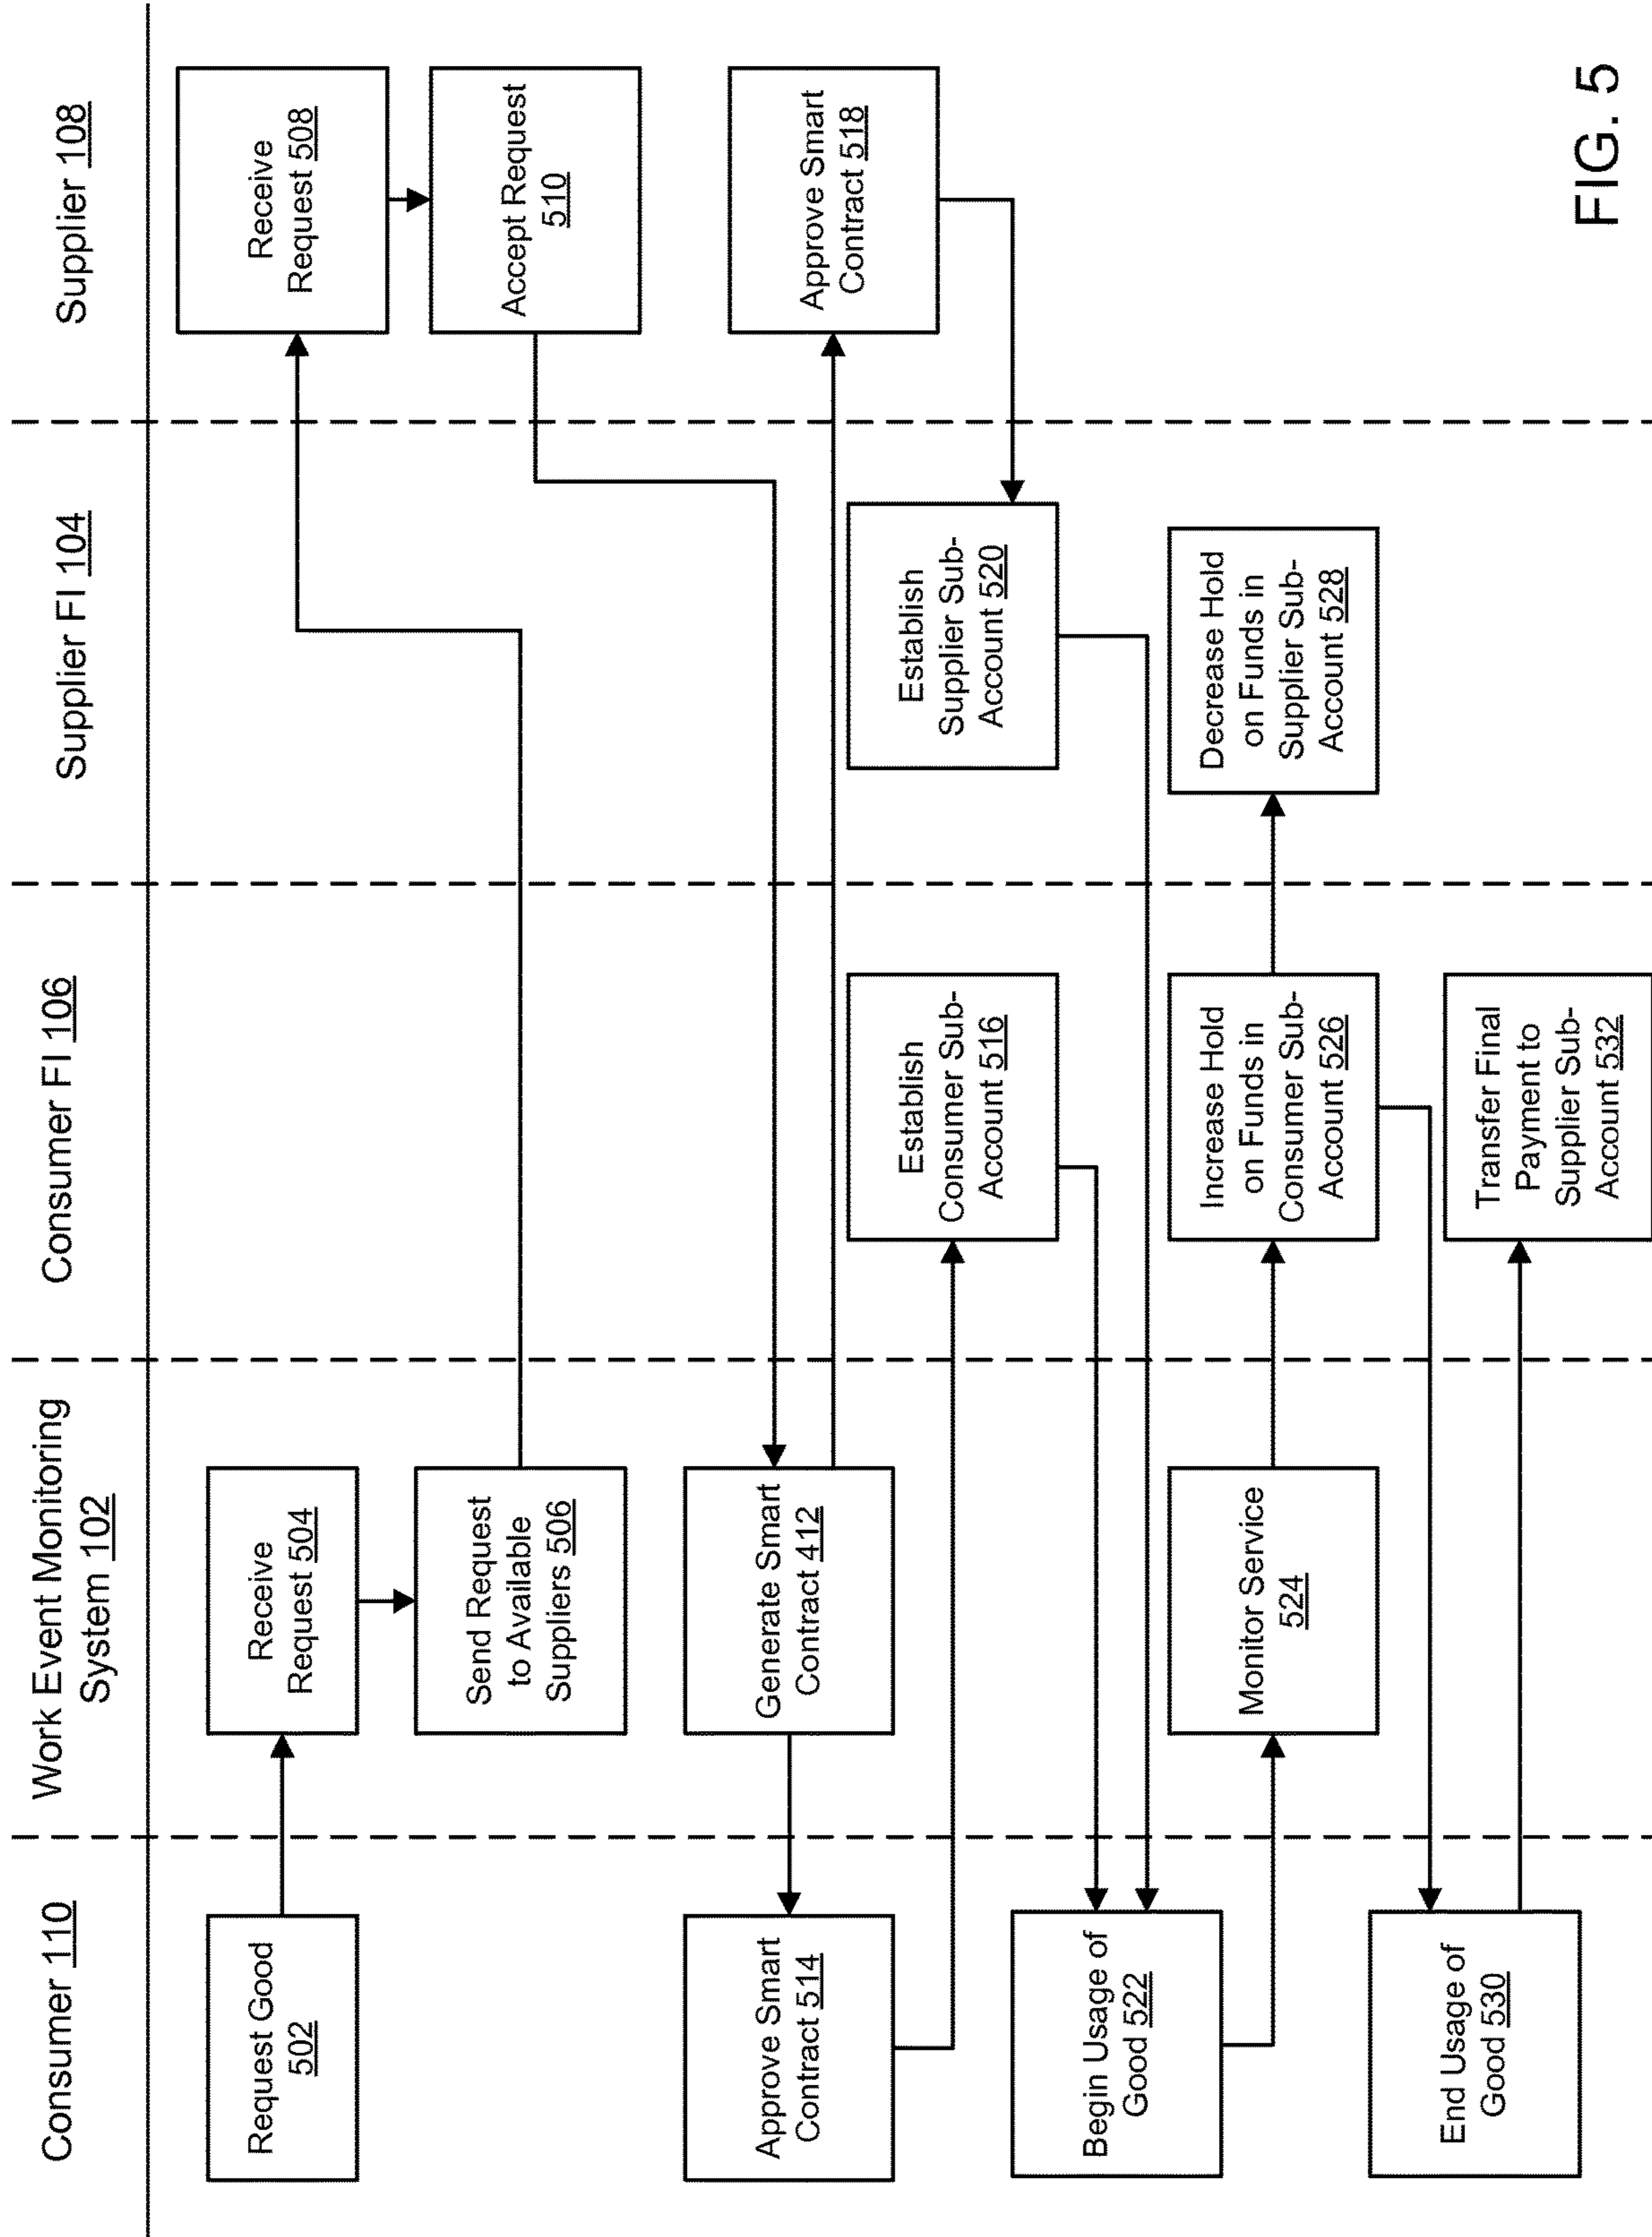 Consumer 110
Work Event Monitoring
System 102
Consumer FI 106
Supplier FI 104
Supplier 108
Request Good
502
Receive
Request 504
Send Request
to Available
Suppliers 506
Receive
Request 508
Accept Request
510
Generate Smart
Contract 412
Approve Smart
Contract 514
Establish
Consumer Sub-
Account 516
Approve Smart
Contract 518
Establish
Supplier Sub-
Account 520
Begin Usage of
Good 522
Monitor Service
524
Increase Hold
on Funds in
Consumer Sub-
Account 526
Decrease Hold
on Funds in
Supplier Sub-
Account 528
End Usage of
Good 530
Transfer Final
Payment to
Supplier Sub-
Account 532
FIG. 5